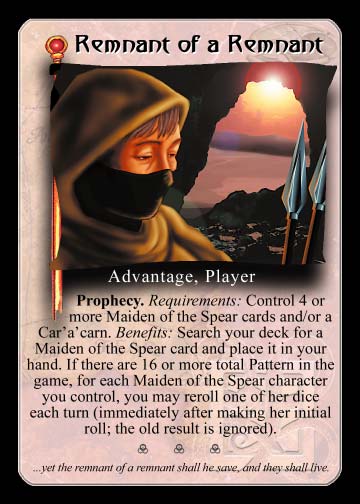 Remnant of a Remnant
Advantage, Player
Prophecy. Requirements: Control 4 or
more Maiden of the Spear cards and/or a
Car'a'carn. Benefits: Search your deck for a
Maiden of the Spear card and place it in your
hand. If there are 16 or more total Pattern in the
game, for each Maiden of the Spear character
you control, you may reroll one of her dice
each turn (immediately after making her initial
roll; the old result is ignored).
...yet the remnant of a remnant shall he save, and they shall live.